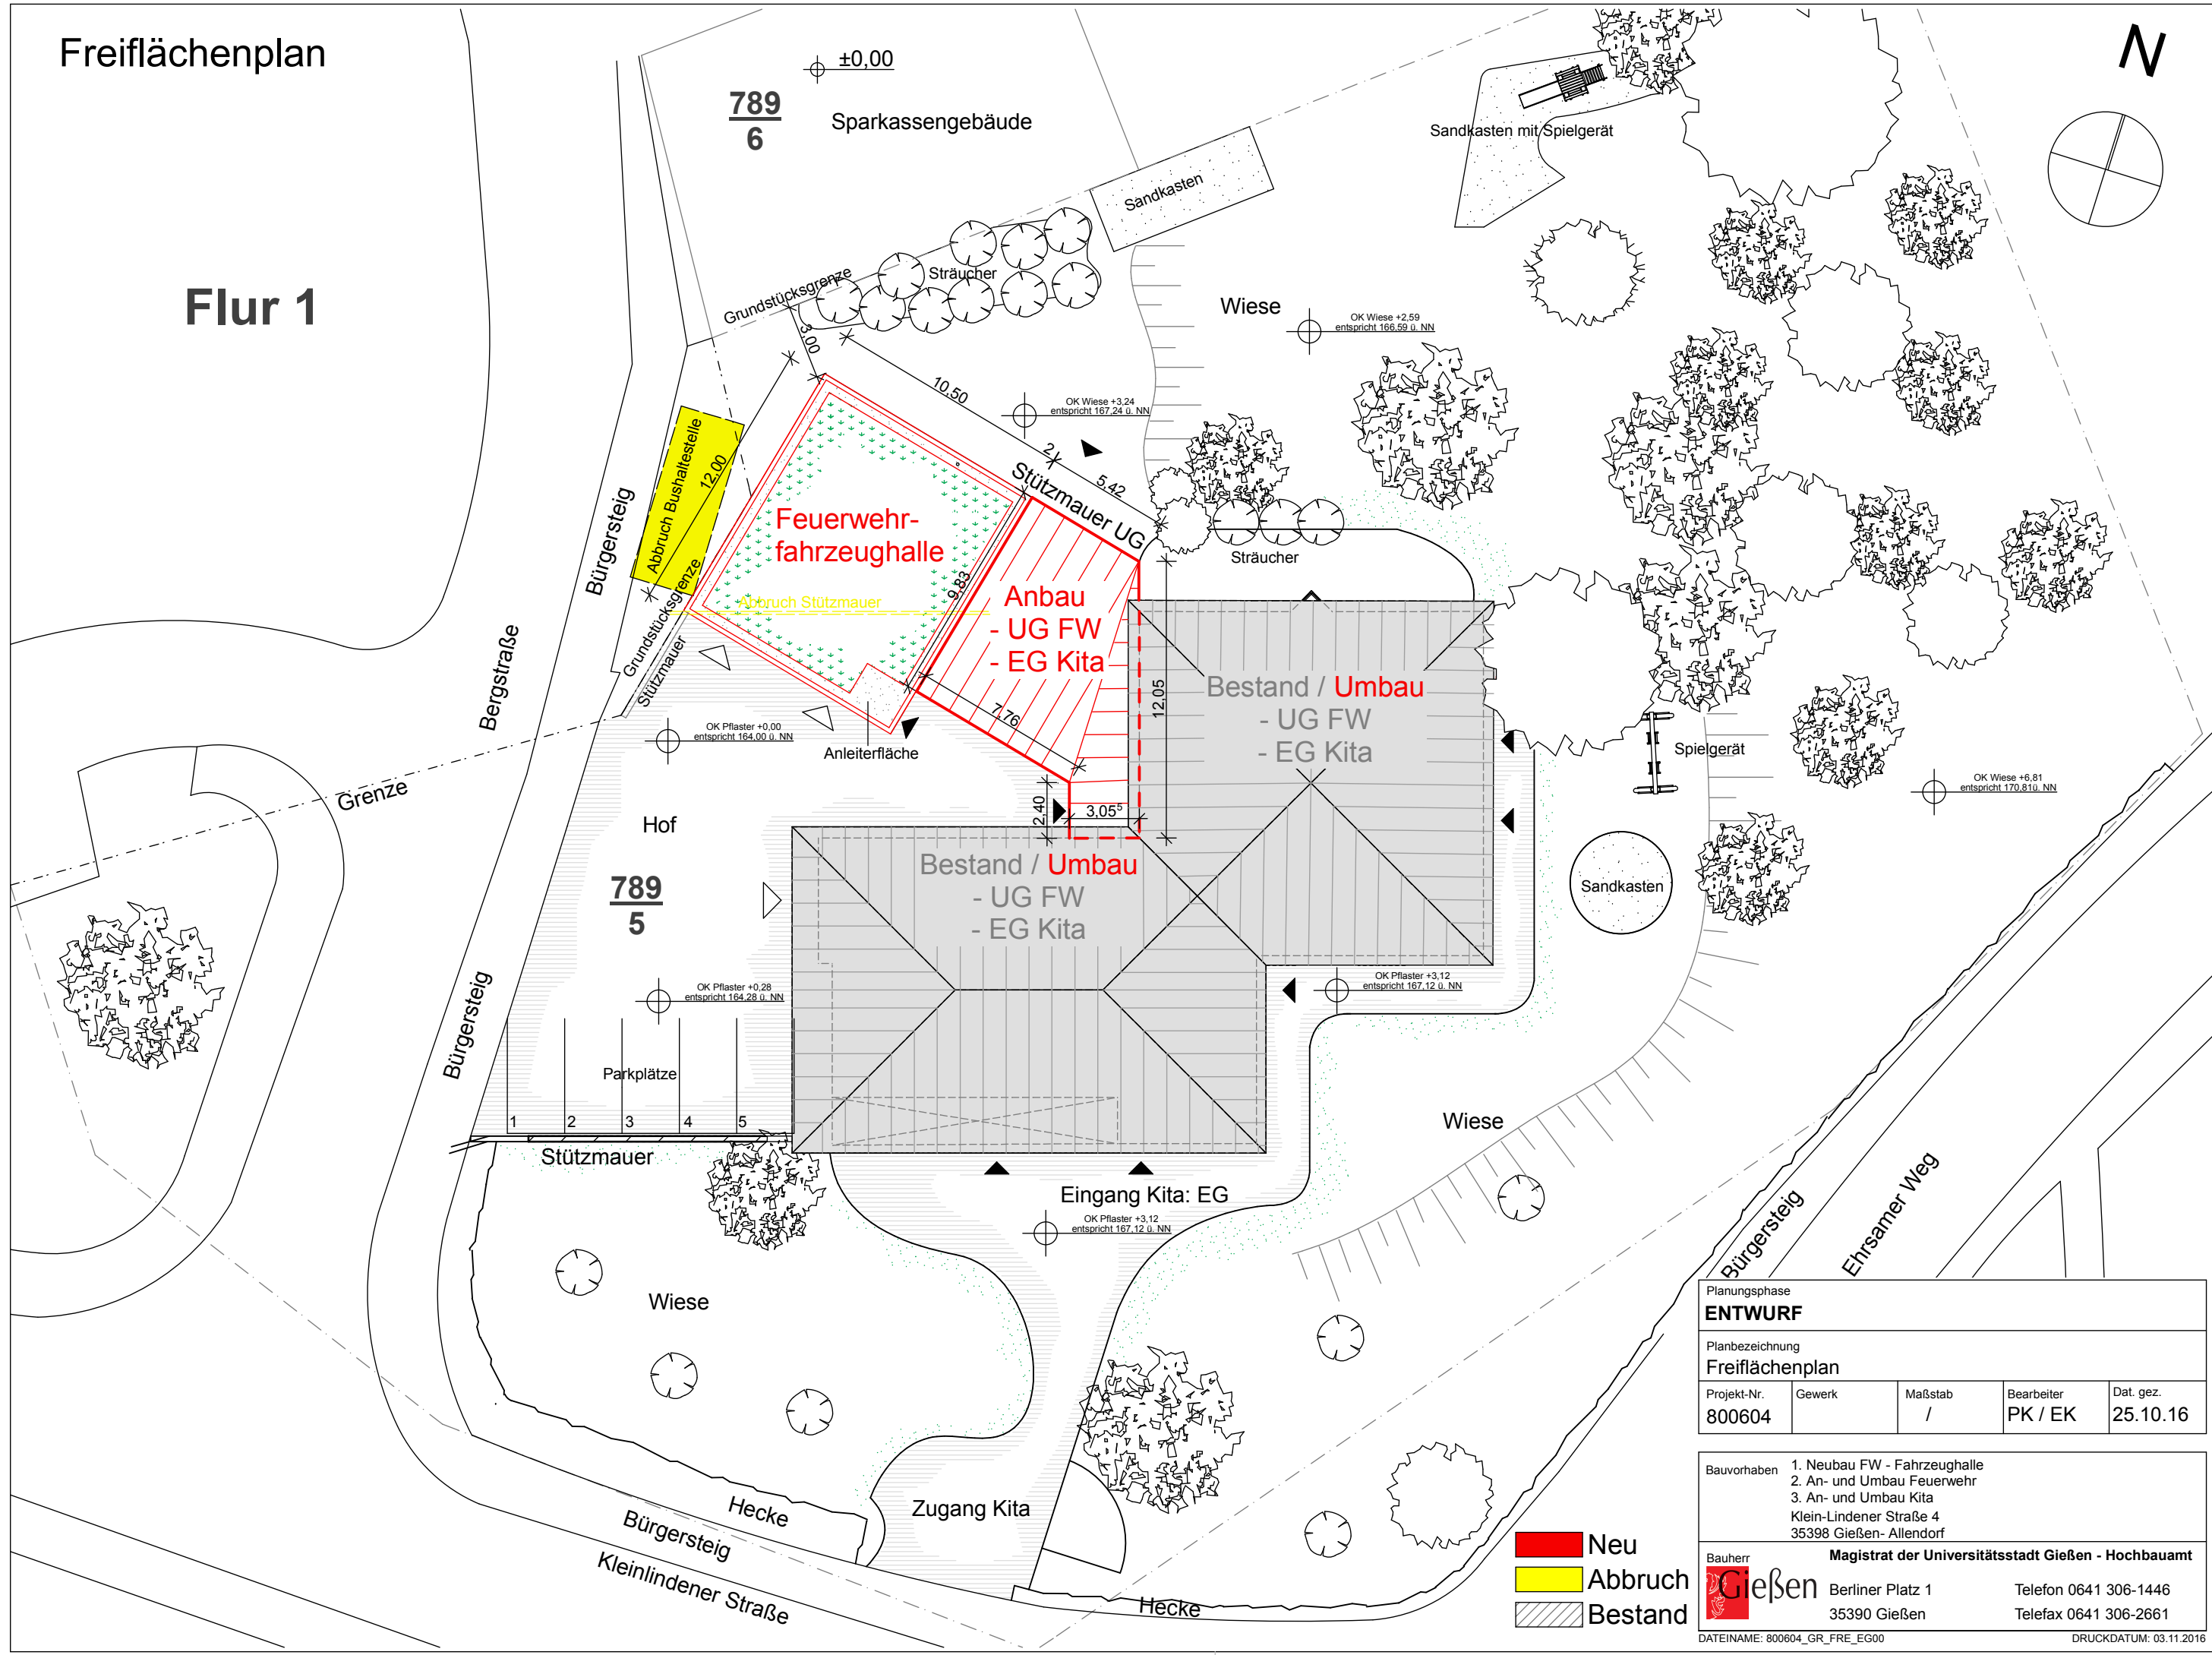 Freiflächenplan
±0,00
789
6
Sparkassengebäude
N
Sandkasten mit Spielgerät
Sandkasten
Flur 1
Grundstücksgrenze
Sträucher
3,00
Wiese
OK Wiese +2,59
entspricht 166,59 ü. NN
10,50
OK Wiese +3,24
entspricht 167,24 ü. NN
2
5,42
Stützmauer UG
Bürgersteig
Abbruch Bushaltestelle
12,00
Feuerwehr-
fahrzeughalle
9,83
Abbruch Stützmauer
Anbau
- UG FW
- EG Kita
Sträucher
Grundstücksgrenze
Stützmauer
Bergstraße
12,05
7,76
Bestand / Umbau
- UG FW
- EG Kita
OK Pflaster +0,00
entspricht 164,00 ü. NN
Anleiterfläche
Spielgerät
OK Wiese +6,81
entspricht 170,81ü. NN
Grenze
Hof
2,40
3,05⁵
Bestand / Umbau
- UG FW
- EG Kita
Sandkasten
789
5
OK Pflaster +0,28
entspricht 164,28 ü. NN
OK Pflaster +3,12
entspricht 167,12 ü. NN
Bürgersteig
Parkplätze
1 2 3 4 5
Stützmauer
Wiese
Eingang Kita: EG
OK Pflaster +3,12
entspricht 167,12 ü. NN
Bürgersteig
Ehrsamer Weg
Wiese
Hecke
Zugang Kita
Bürgersteig
Kleinlindener Straße
Hecke
Neu
Abbruch
Bestand
Planungsphase
ENTWURF
Planbezeichnung
Freiflächenplan
Projekt-Nr. Gewerk Maßstab Bearbeiter Dat. gez.
800604 / PK / EK 25.10.16
Bauvorhaben 1. Neubau FW - Fahrzeughalle
2. An- und Umbau Feuerwehr
3. An- und Umbau Kita
Klein-Lindener Straße 4
35398 Gießen- Allendorf
Bauherr Magistrat der Universitätsstadt Gießen - Hochbauamt
Gießen
Berliner Platz 1 Telefon 0641 306-1446
35390 Gießen Telefax 0641 306-2661
DATEINAME: 800604_GR_FRE_EG00 DRUCKDATUM: 03.11.2016